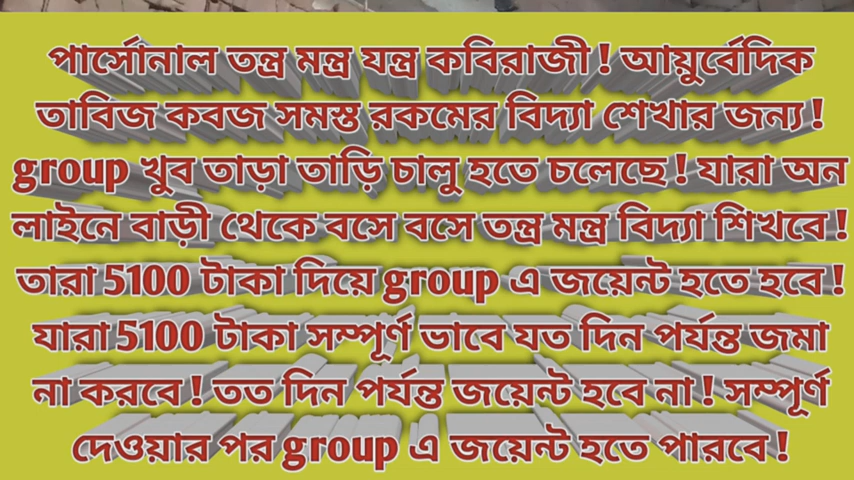 পার্সোনাল তন্ত্র মন্ত্র যন্ত্র কবিরাজী ! আয়ুর্বেদিক
তাবিজ কবজ সমস্ত রকমের বিদ্যা শেখার জন্য !
group খুব তাড়া তাড়ি চালু হতে চলেছে ! যারা অন
লাইনে বাড়ী থেকে বসে বসে তন্ত্র মন্ত্র বিদ্যা শিখবে !
তারা 5100 টাকা দিয়ে group এ জয়েন্ট হতে হবে !
যারা 5100 টাকা সম্পূর্ণ ভাবে যত দিন পর্যন্ত জমা
না করবে ! তত দিন পর্যন্ত জয়েন্ট হবে না ! সম্পূর্ণ
দেওয়ার পর group এ জয়েন্ট হতে পারবে !